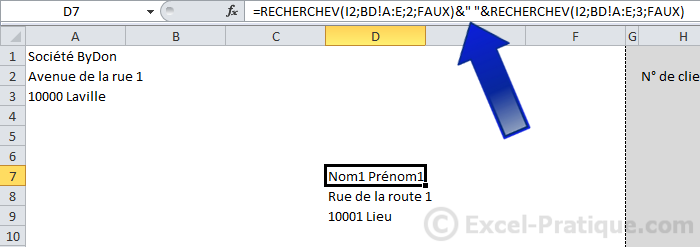 D7 fx =RECHERCHEV(I2;BD!A:E;2;FAUX)&" "&RECHERCHEV(I2;BD!A:E;3;FAUX)
A B C D E F G H
1 Société ByDon
2 Avenue de la rue 1 N° de clie
3 10000 Laville
4
5
6
7 Nom1 Prénom1
8 Rue de la route 1
9 10001 Lieu
10
© Excel-Pratique.com